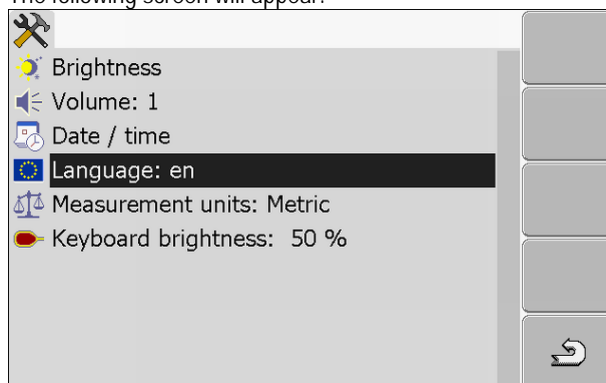 The following screen will appear:
Brightness
Volume: 1
Date / time
Language: en
Measurement units: Metric
Keyboard brightness: 50 %